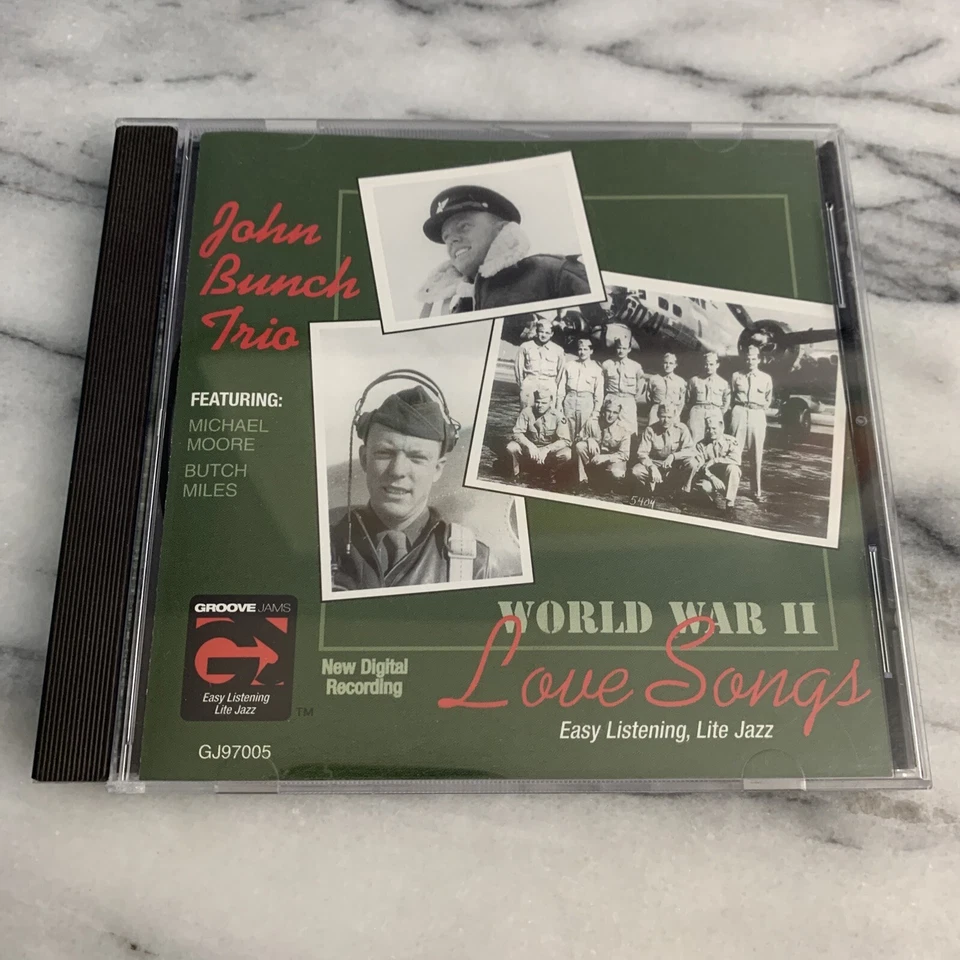 John
Bunch
Trio
FEATURING:
MICHAEL
MOORE
BUTCH
MILES
5404
WORLD WAR II
Love Songs
Easy Listening, Lite Jazz
New Digital
Recording
GROOVE JAMS
GJ
Easy Listening
Lite Jazz
TM
GJ97005